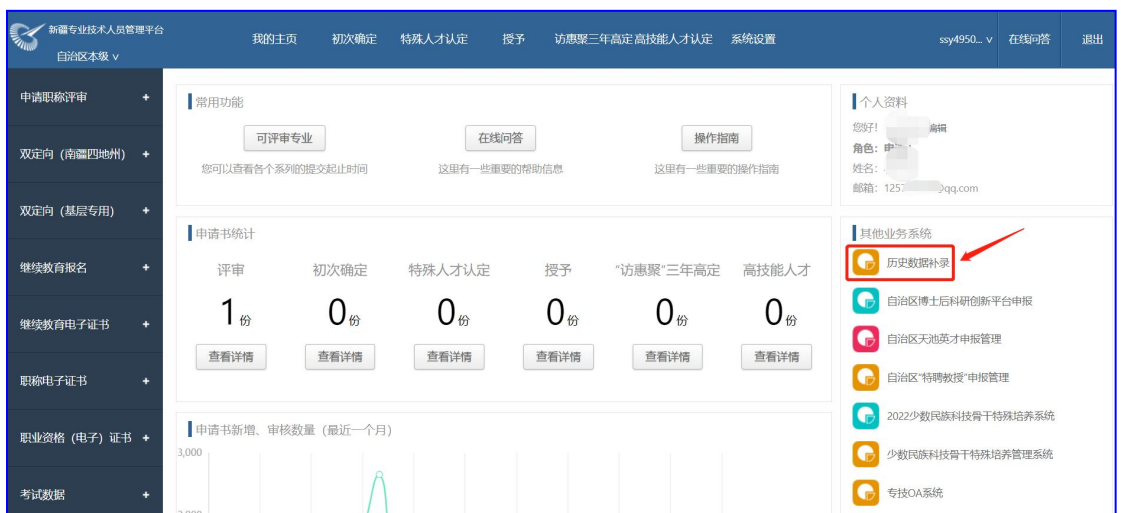 新疆专业技术人员管理平台
自治区本级 ∨
我的主页 初次确定 特殊人才认定 授予 访惠聚三年高定 高技能人才认定 系统设置
ssy4950... ∨ 在线问答 退出
申请职称评审 +
双定向（南疆四地州） +
双定向（基层专用） +
继续教育报名 +
继续教育电子证书 +
职称电子证书 +
职业资格（电子）证书 +
考试数据 +
常用功能
可评审专业 在线问答 操作指南
您可以查看各个系列的提交起止时间 这里有一些重要的帮助信息 这里有一些重要的操作指南
申请书统计
评审 初次确定 特殊人才认定 授予 “访惠聚”三年高定 高技能人才
1份 0份 0份 0份 0份 0份
查看详情 查看详情 查看详情 查看详情 查看详情 查看详情
申请书新增、审核数量（最近一个月）
3,000
个人资料
您好！ 编辑
角色：
姓名：
邮箱：125 @qq.com
其他业务系统
历史数据补录
自治区博士后科研创新平台申报
自治区天池英才申报管理
自治区“特聘教授”申报管理
2022少数民族科技骨干特殊培养系统
少数民族科技骨干特殊培养管理系统
专技OA系统